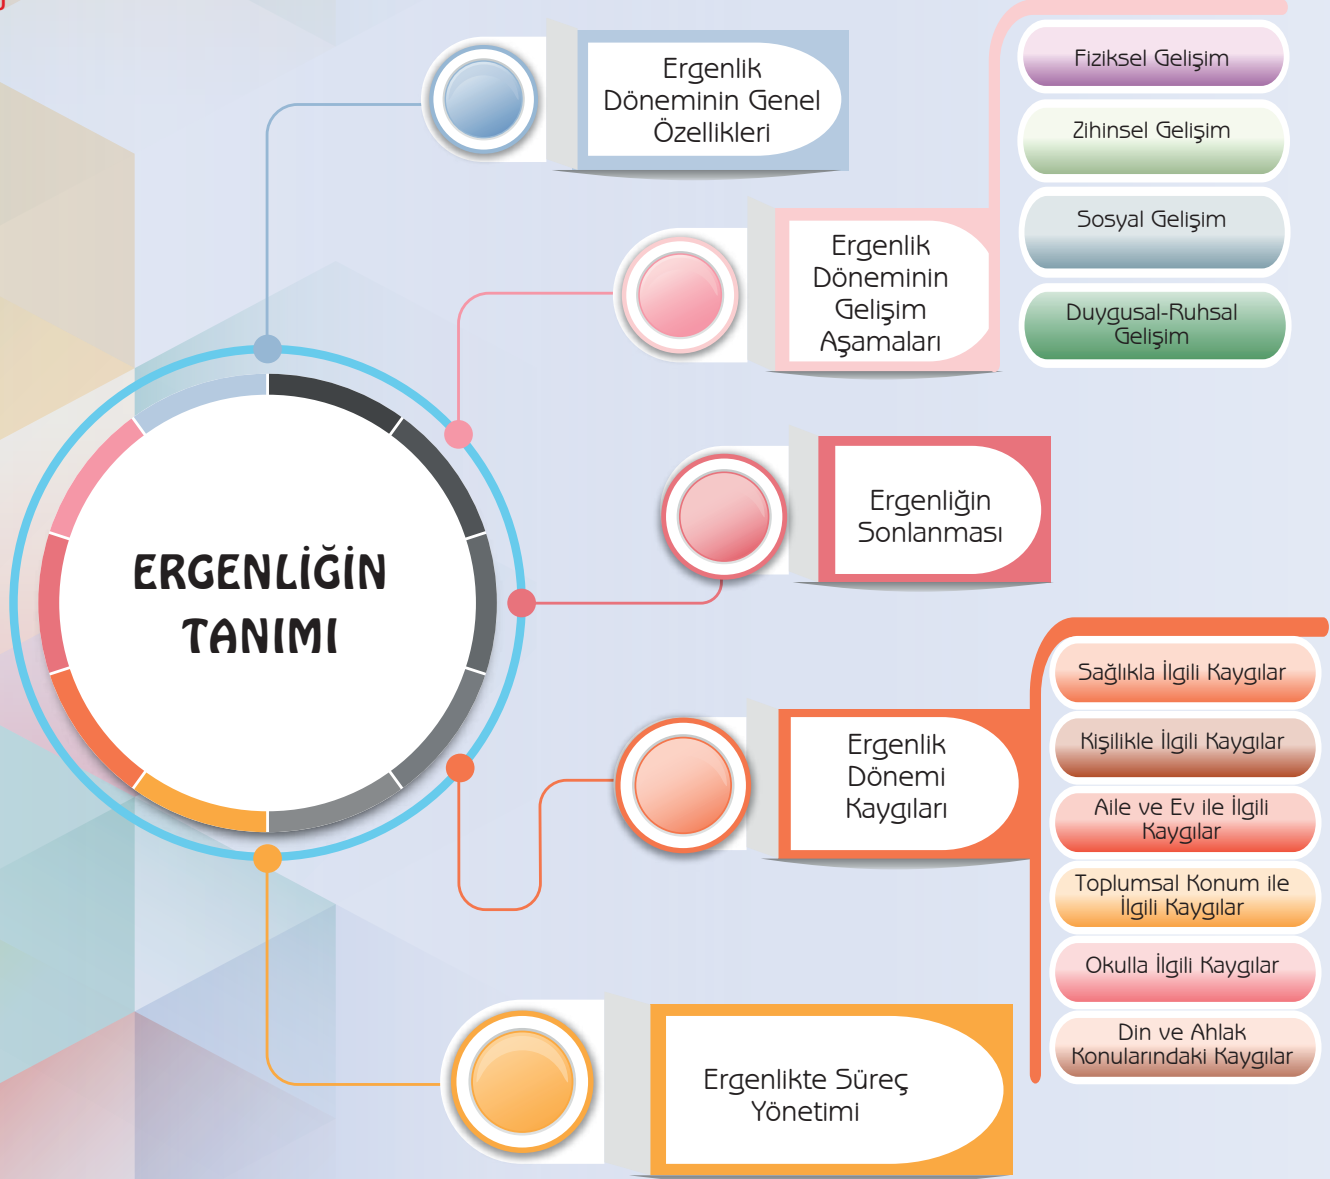 Ergenlik
Döneminin Genel
Özellikleri
Fiziksel Gelişim
Zihinsel Gelişim
Sosyal Gelişim
Duygusal-Ruhsal
Gelişim
Ergenlik
Döneminin
Gelişim
Aşamaları
Ergenliğin
Sonlanması
ERGENLİĞİN
TANIMI
Ergenlik
Dönemi
Kaygıları
Sağlıkla İlgili Kaygılar
Kişilikle İlgili Kaygılar
Aile ve Ev ile İlgili
Kaygılar
Toplumsal Konum ile
İlgili Kaygılar
Okulla İlgili Kaygılar
Din ve Ahlak
Konularındaki Kaygılar
Ergenlikte Süreç
Yönetimi